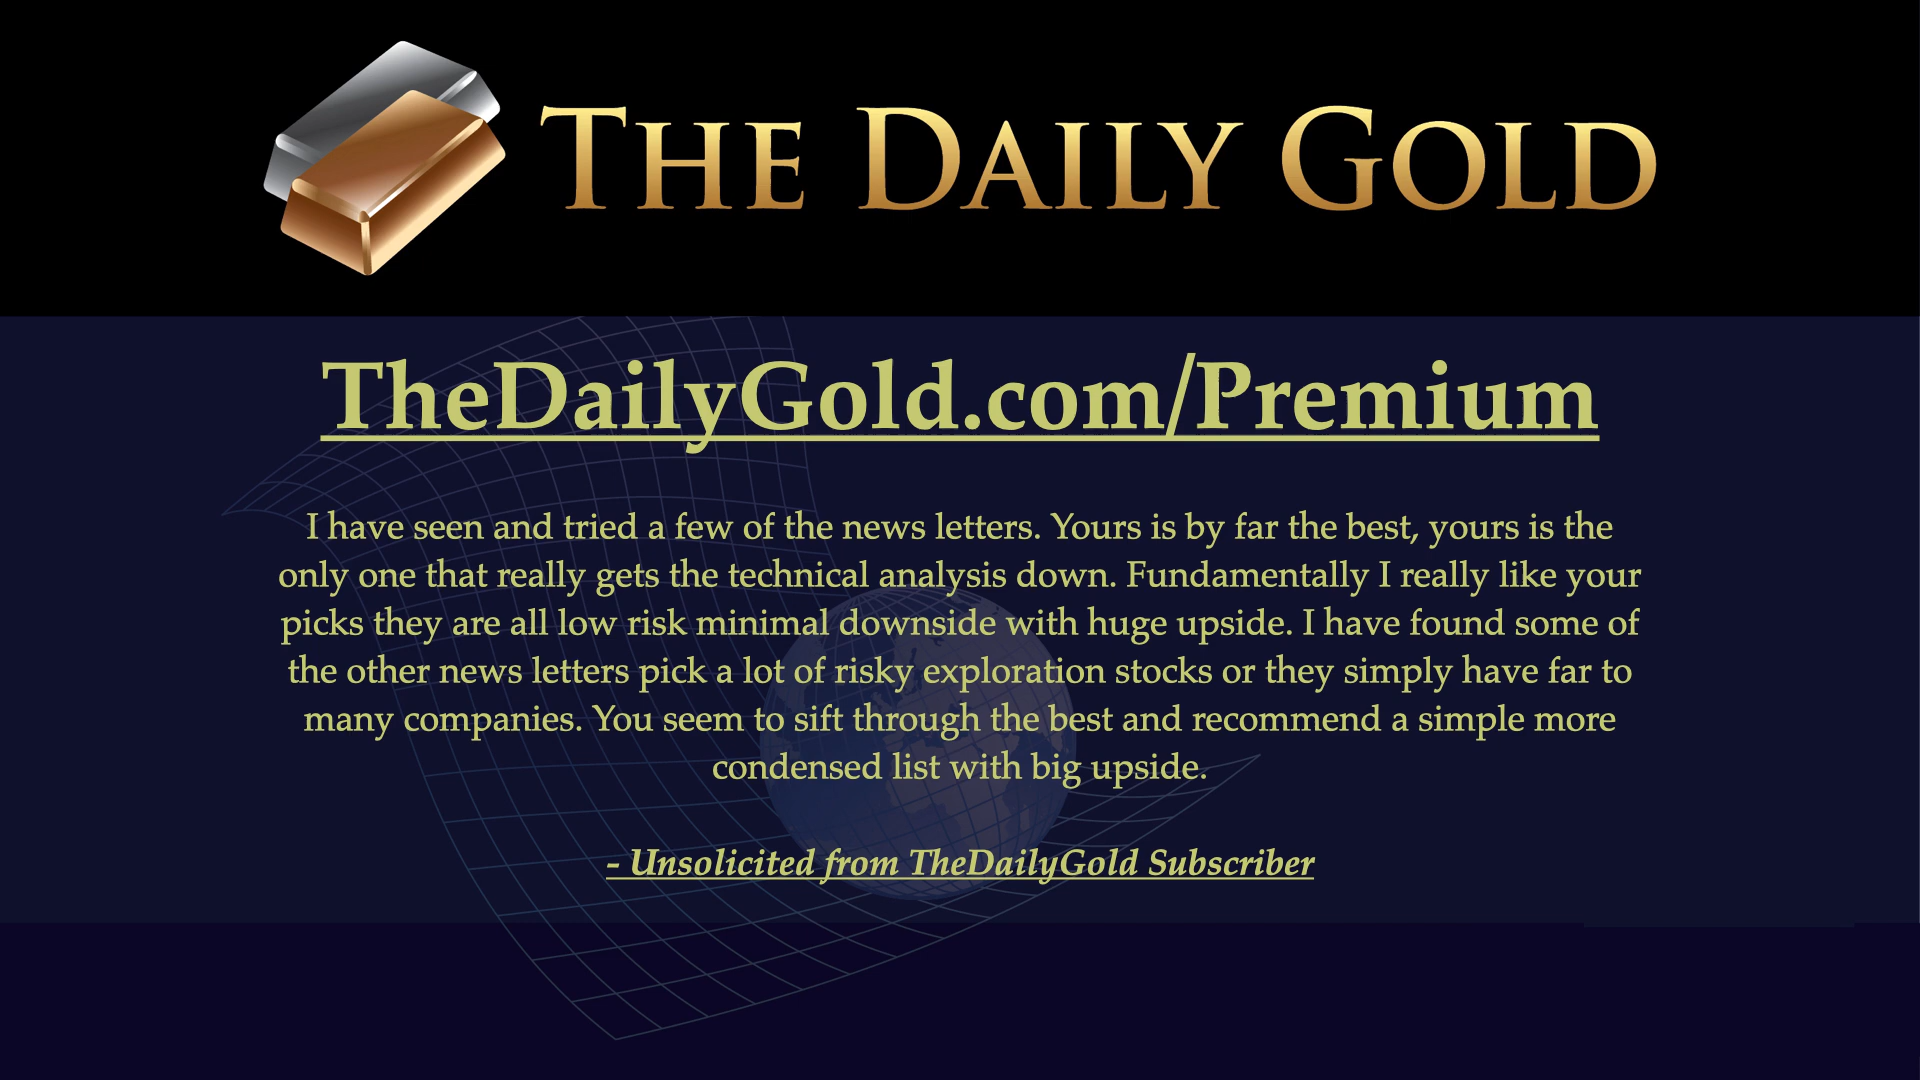 THE DAILY GOLD
TheDailyGold.com/Premium
I have seen and tried a few of the news letters. Yours is by far the best, yours is the
only one that really gets the technical analysis down. Fundamentally I really like your
picks they are all low risk minimal downside with huge upside. I have found some of
the other news letters pick a lot of risky exploration stocks or they simply have far to
many companies. You seem to sift through the best and recommend a simple more
condensed list with big upside.
- Unsolicited from TheDailyGold Subscriber